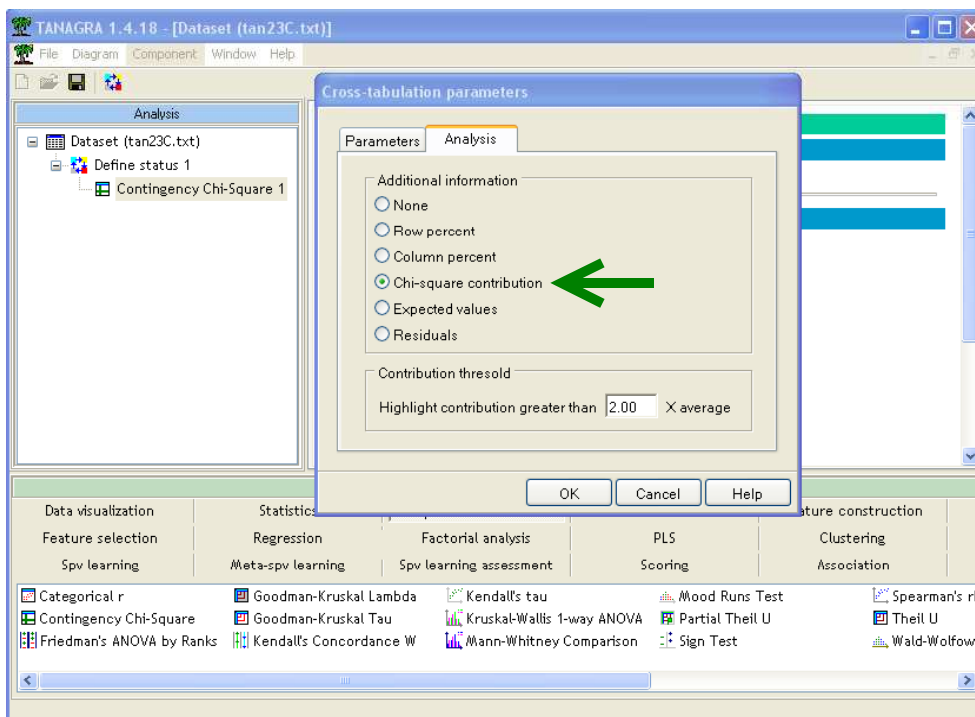 TANAGRA 1.4.18 - [Dataset (tan23C.txt)]
File Diagram Component Window Help
Analysis
Dataset (tan23C.txt)
Define status 1
Contingency Chi-Square 1
Cross-tabulation parameters
Parameters Analysis
Additional information
None
Row percent
Column percent
Chi-square contribution
Expected values
Residuals
Contribution thresold
Highlight contribution greater than 2.00 X average
OK Cancel Help
Data visualization Statistics ature construction
Feature selection Regression Factorial analysis PLS Clustering
Spv learning Meta-spv learning Spv learning assessment Scoring Association
Categorical r Goodman-Kruskal Lambda Kendall's tau Mood Runs Test Spearman's r
Contingency Chi-Square Goodman-Kruskal Tau Kruskal-Wallis 1-way ANOVA Partial Theil U Theil U
Friedman's ANOVA by Ranks Kendall's Concordance W Mann-Whitney Comparison Sign Test Wald-Wolfow